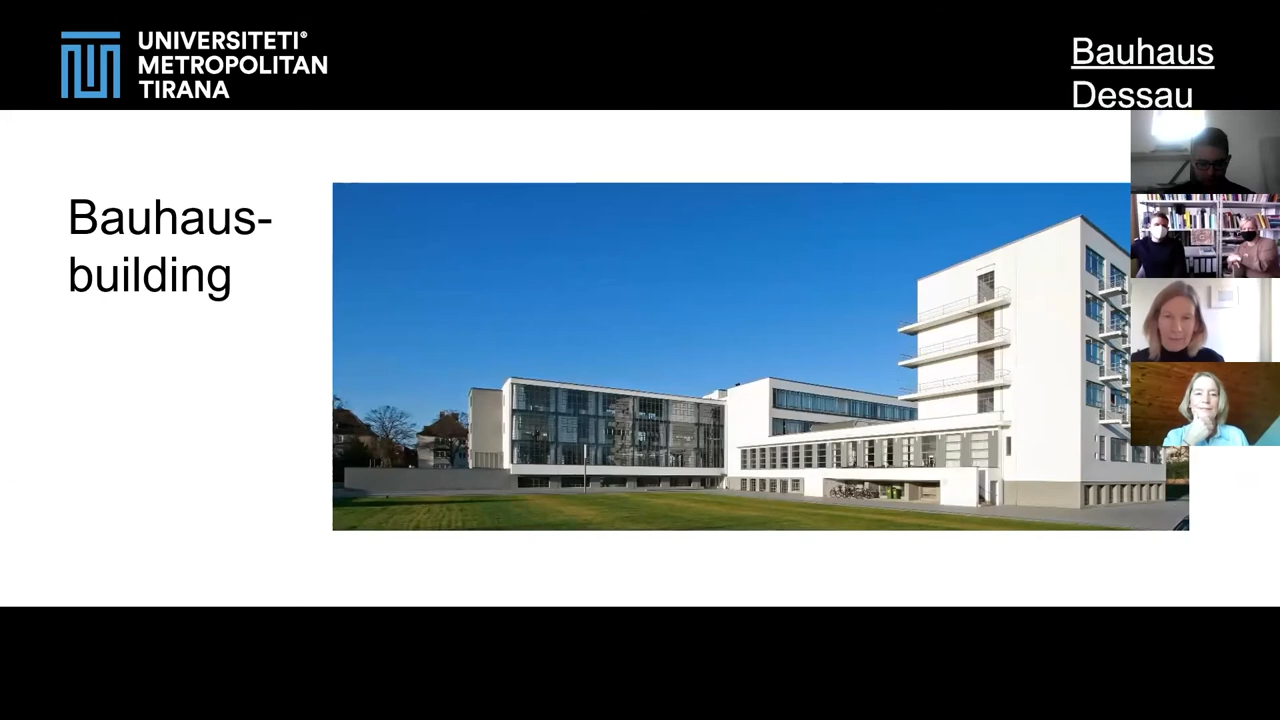 UNIVERSITETI®
METROPOLITAN
TIRANA
Bauhaus
Dessau
Bauhaus-
building